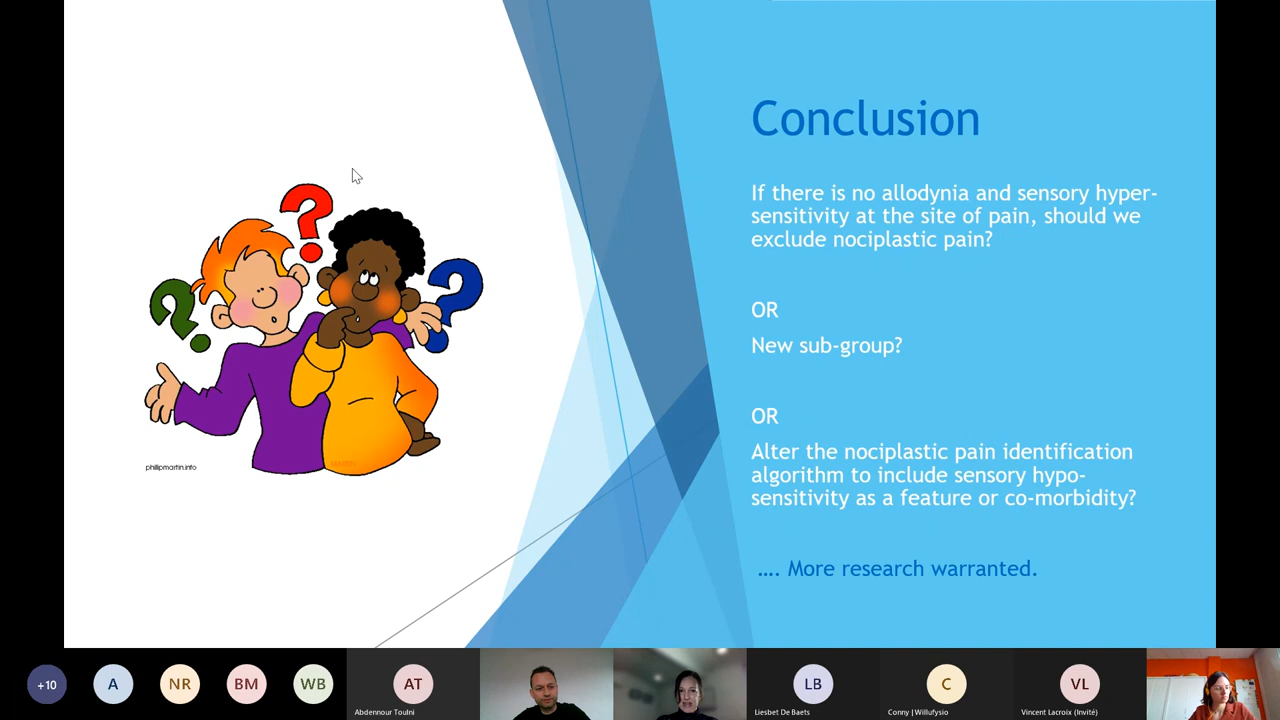 Conclusion
If there is no allodynia and sensory hyper-
sensitivity at the site of pain, should we
exclude nociplastic pain?
OR
New sub-group?
OR
Alter the nociplastic pain identification
algorithm to include sensory hypo-
sensitivity as a feature or co-morbidity?
.... More research warranted.
? ? ?
phillipmartin.info
+10
A
NR
BM
WB
AT
Abdennour Toulni
LB
Liesbet De Baets
C
Conny | Willufysio
VL
Vincent Lacroix (Invité)